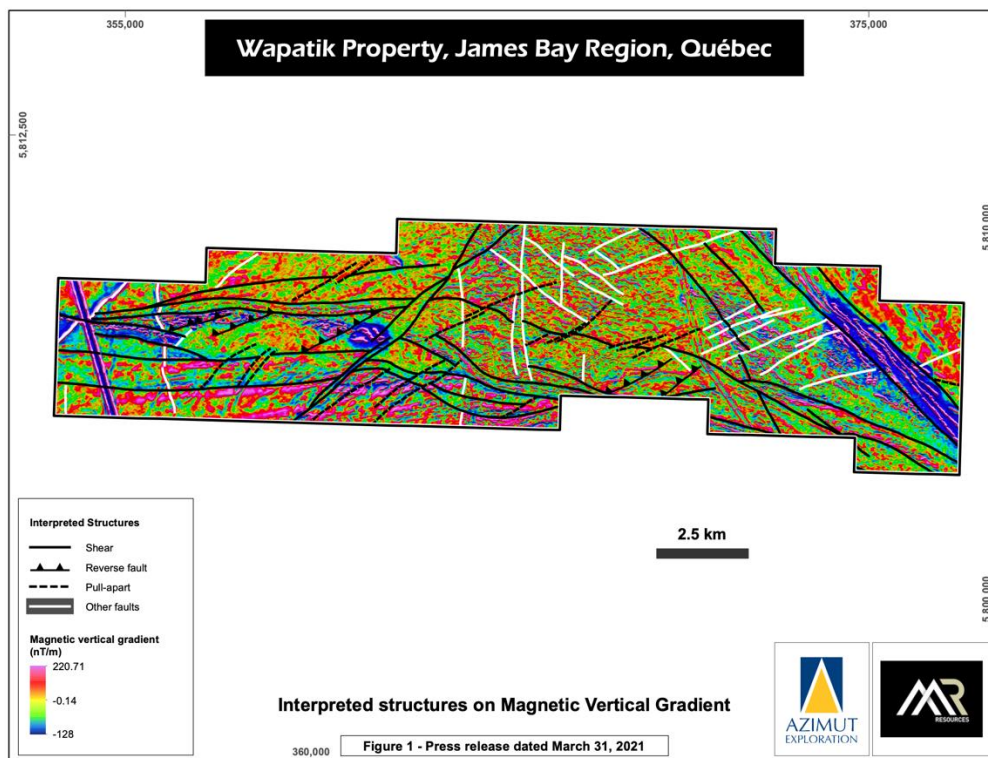 355,000
375,000
Wapatik Property, James Bay Region, Québec
5,812,500
5,810,000
2.5 km
Interpreted Structures
Shear
Reverse fault
Pull-apart
Other faults
Magnetic vertical gradient
(nT/m)
220.71
-0.14
-128
5,800,000
Interpreted structures on Magnetic Vertical Gradient
AZIMUT
EXPLORATION
MR
RESOURCES
360,000
Figure 1 - Press release dated March 31, 2021